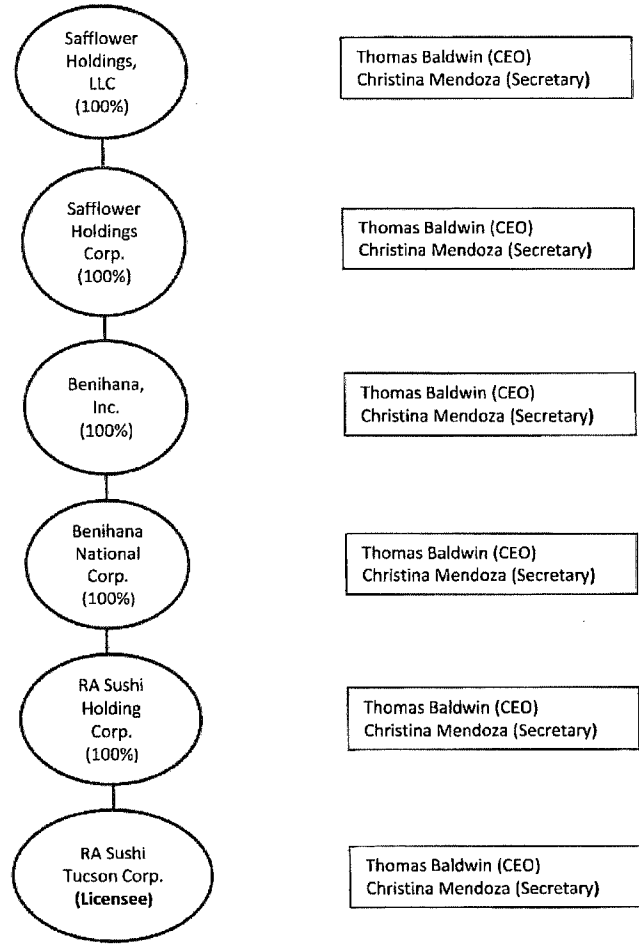 Safflower
Holdings,
LLC
(100%)
Thomas Baldwin (CEO)
Christina Mendoza (Secretary)
Safflower
Holdings
Corp.
(100%)
Thomas Baldwin (CEO)
Christina Mendoza (Secretary)
Benihana,
Inc.
(100%)
Thomas Baldwin (CEO)
Christina Mendoza (Secretary)
Benihana
National
Corp.
(100%)
Thomas Baldwin (CEO)
Christina Mendoza (Secretary)
RA Sushi
Holding
Corp.
(100%)
Thomas Baldwin (CEO)
Christina Mendoza (Secretary)
RA Sushi
Tucson Corp.
(Licensee)
Thomas Baldwin (CEO)
Christina Mendoza (Secretary)